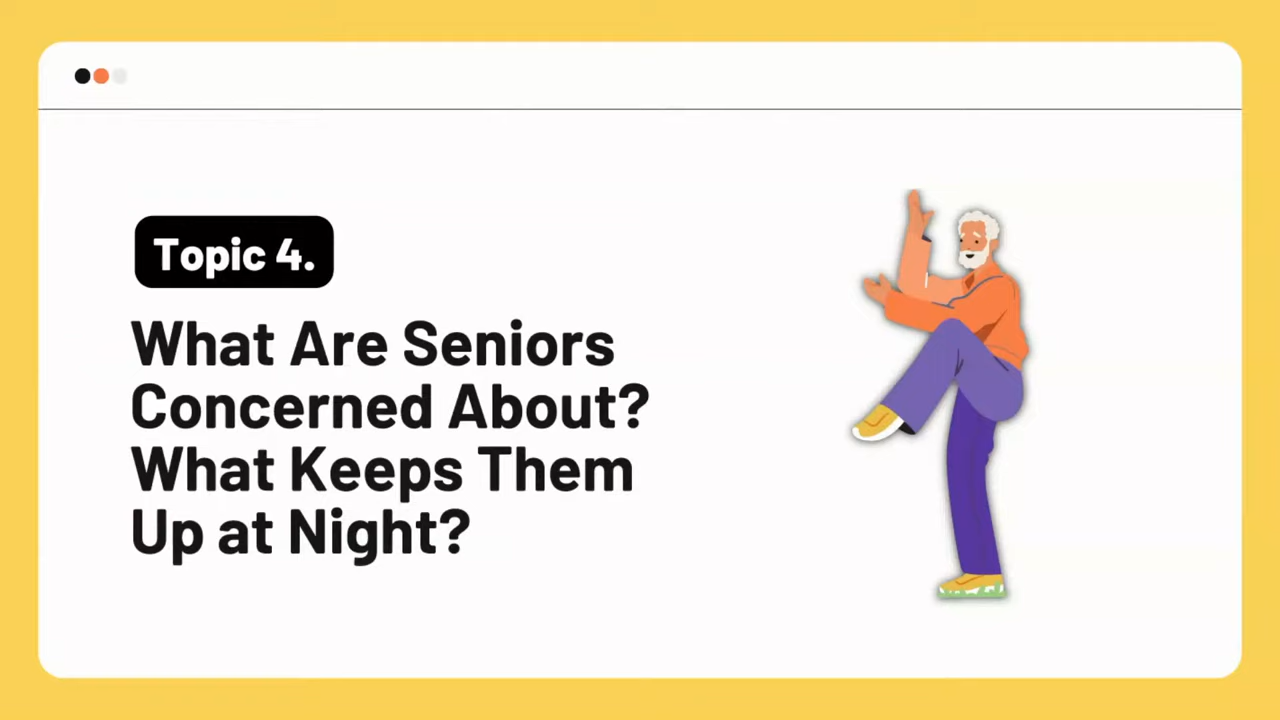 Topic 4.
What Are Seniors
Concerned About?
What Keeps Them
Up at Night?